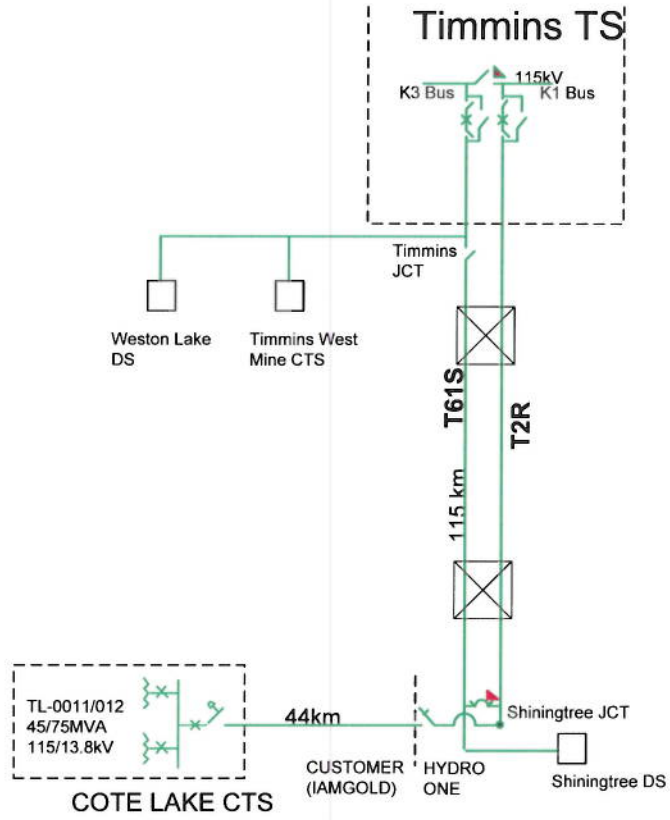 Timmins TS
115kV
K3 Bus
K1 Bus
Timmins
JCT
Weston Lake
DS
Timmins West
Mine CTS
T61S
T2R
115 km
TL-0011/012
45/75MVA
115/13.8kV
44km
Shiningtree JCT
CUSTOMER
(IAMGOLD)
HYDRO
ONE
Shiningtree DS
COTE LAKE CTS